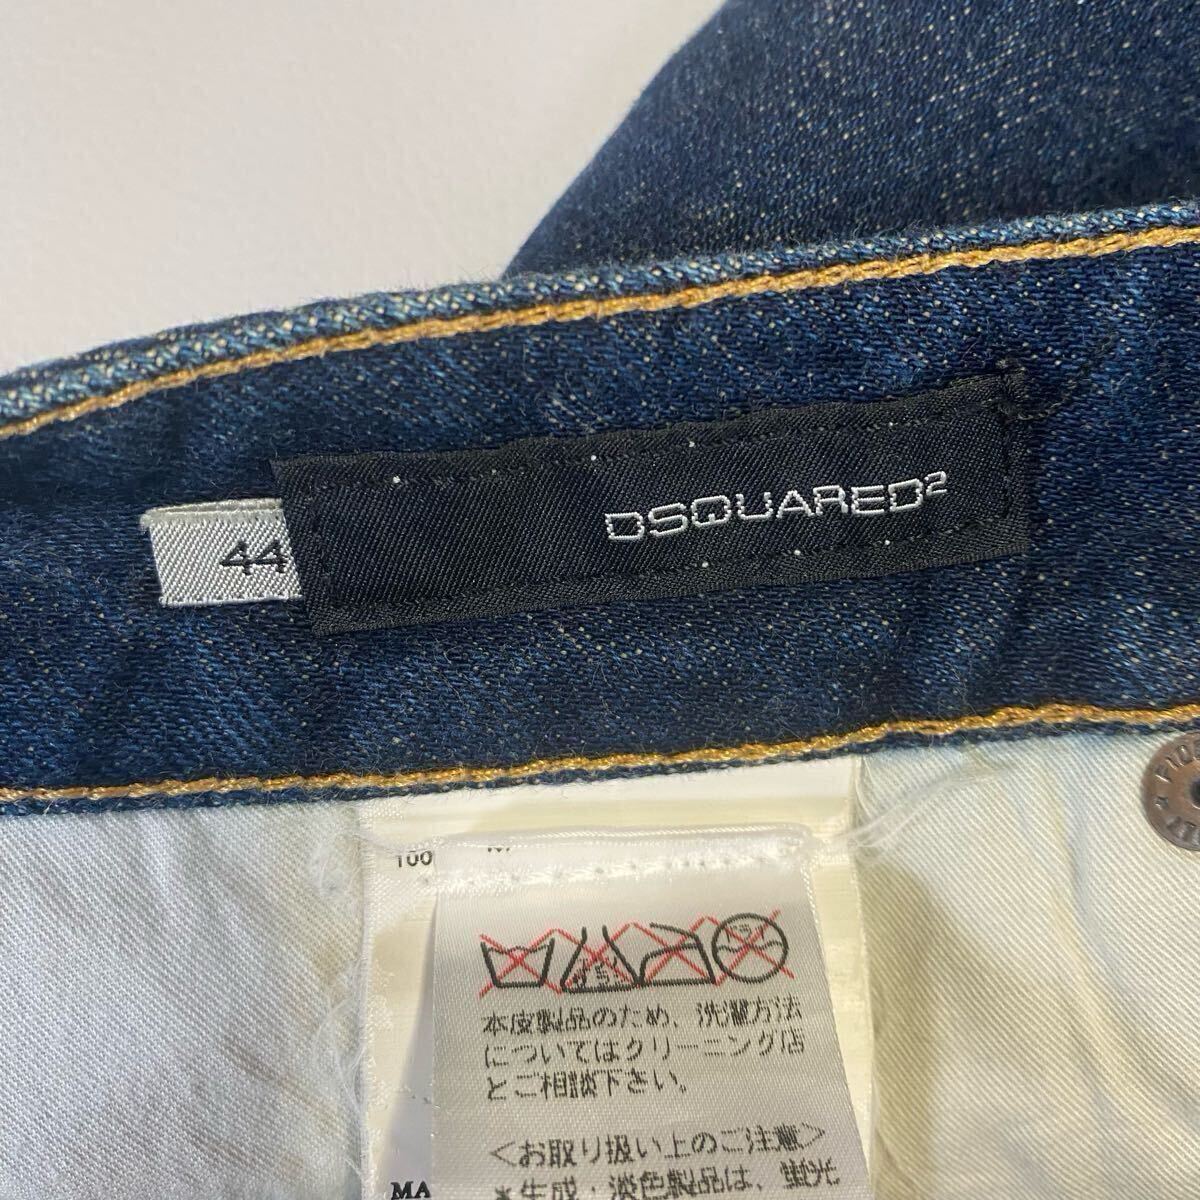 44
DSQUARED²
100
本皮製品のため、洗濯方法
についてはクリーニング店
とご相談下さい。
<お取り扱い上のご注意>
*生成・淡色製品は、蛍光
MA